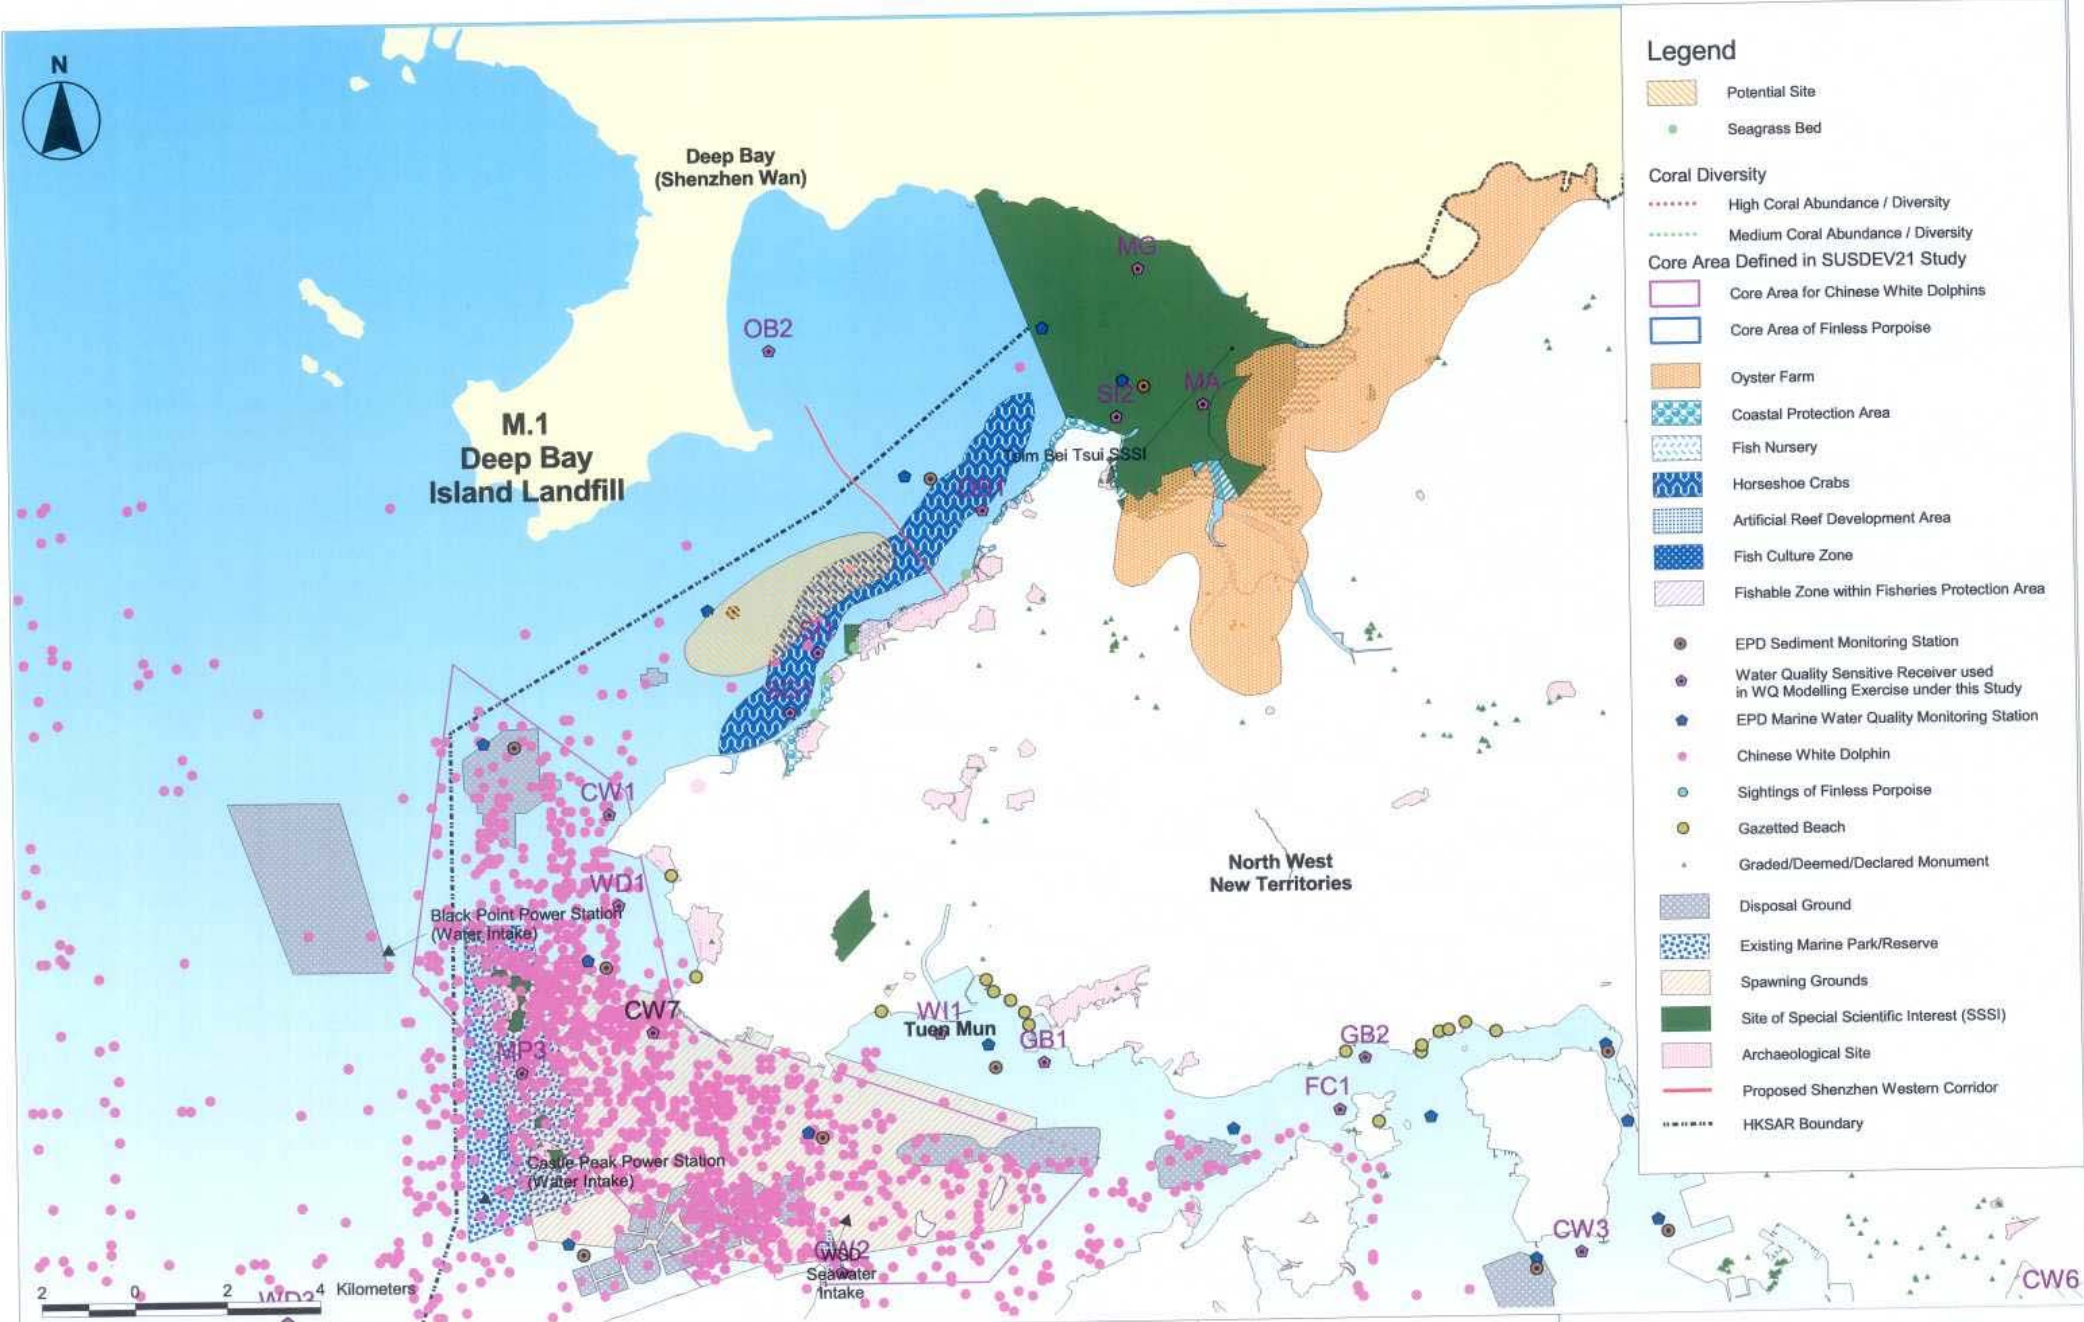 N
Deep Bay
(Shenzhen Wan)
MG
OB2
SI2
MA
M.1
Deep Bay
Island Landfill
Tsim Bei Tsui SSSI
CW1
WD1
Black Point Power Station
(Water Intake)
North West
New Territories
CW7
WI1
Tuen Mun
GB1
GB2
MP3
FC1
Castle Peak Power Station
(Water Intake)
CW2
WSD
Seawater
Intake
CW3
CW6
2 0 2 4 Kilometers
WD3
Legend
Potential Site
Seagrass Bed
Coral Diversity
High Coral Abundance / Diversity
Medium Coral Abundance / Diversity
Core Area Defined in SUSDEV21 Study
Core Area for Chinese White Dolphins
Core Area of Finless Porpoise
Oyster Farm
Coastal Protection Area
Fish Nursery
Horseshoe Crabs
Artificial Reef Development Area
Fish Culture Zone
Fishable Zone within Fisheries Protection Area
EPD Sediment Monitoring Station
Water Quality Sensitive Receiver used
in WQ Modelling Exercise under this Study
EPD Marine Water Quality Monitoring Station
Chinese White Dolphin
Sightings of Finless Porpoise
Gazetted Beach
Graded/Deemed/Declared Monument
Disposal Ground
Existing Marine Park/Reserve
Spawning Grounds
Site of Special Scientific Interest (SSSI)
Archaeological Site
Proposed Shenzhen Western Corridor
HKSAR Boundary